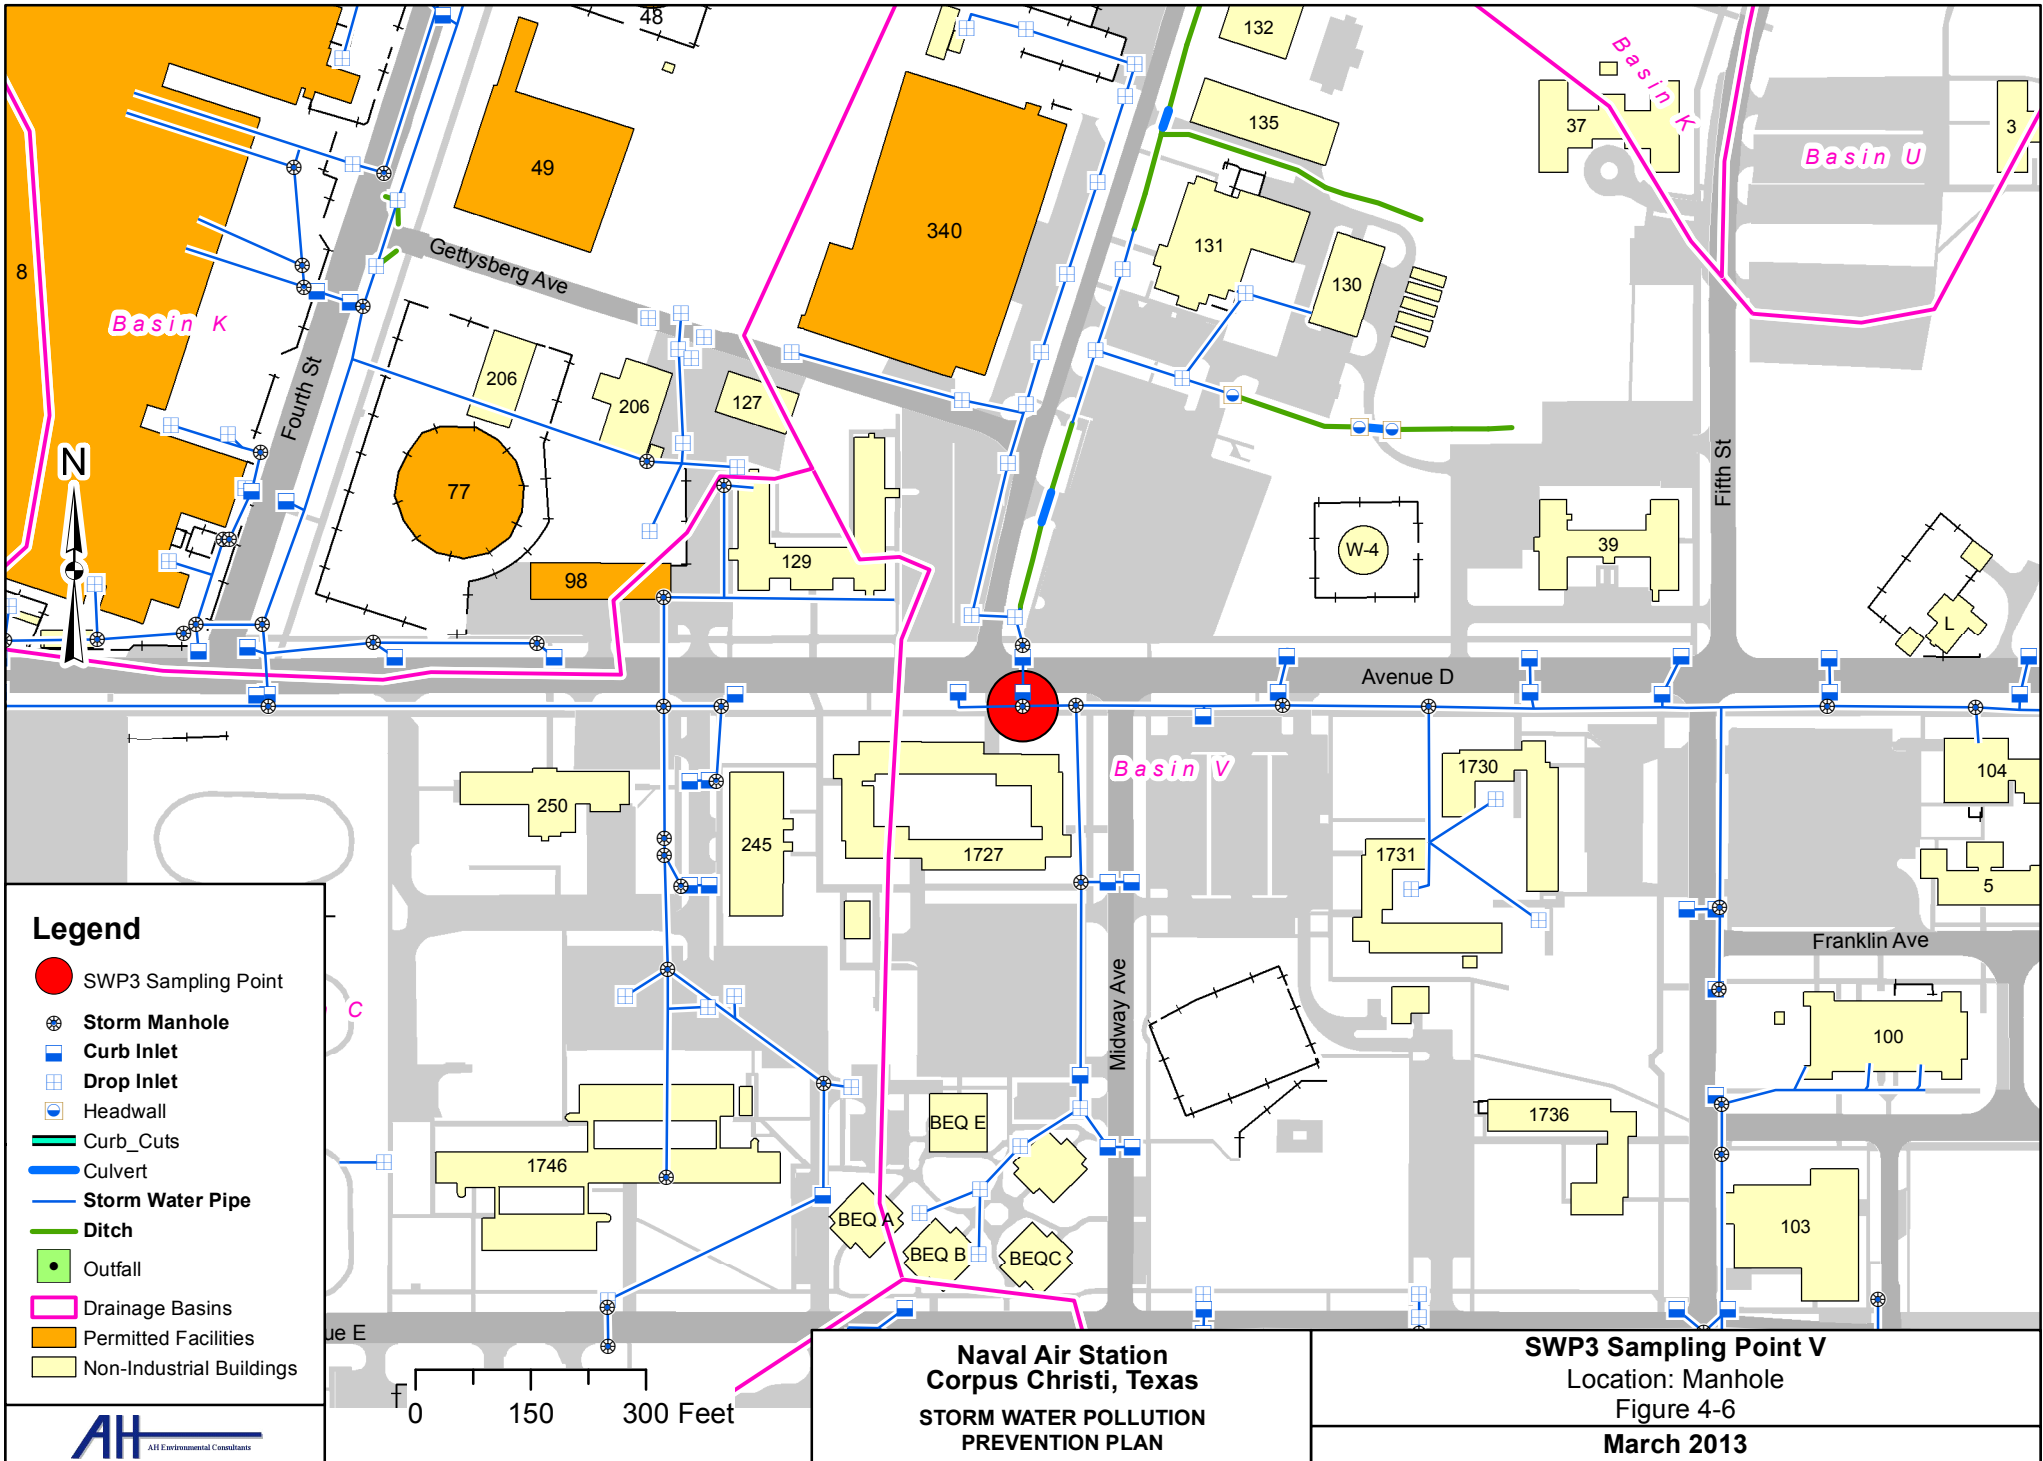 48
132
Basin K
135
37
3
Basin U
49
340
131
130
8
Gettysberg Ave
Basin K
Fourth St
206
206
127
N
77
Fifth St
W-4
39
129
98
L
Avenue D
Basin V
250
245
1727
1730
1731
104
5
Franklin Ave
Midway Ave
100
C
BEQ E
1746
1736
BEQ A
BEQ B
BEQC
103
ue E
Legend
SWP3 Sampling Point
Storm Manhole
Curb Inlet
Drop Inlet
Headwall
Curb_Cuts
Culvert
Storm Water Pipe
Ditch
Outfall
Drainage Basins
Permitted Facilities
Non-Industrial Buildings
AH AH Environmental Consultants
0 150 300 Feet
Naval Air Station
Corpus Christi, Texas
STORM WATER POLLUTION
PREVENTION PLAN
SWP3 Sampling Point V
Location: Manhole
Figure 4-6
March 2013